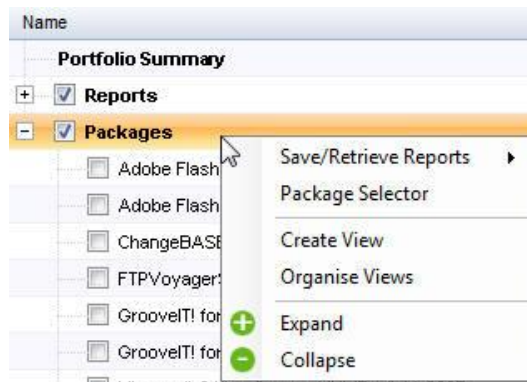 Name
Portfolio Summary
Reports
Packages
Adobe Flash
Adobe Flash
ChangeBASE
FTPVoyager
GrooveIT! for
GrooveIT! for
Save/Retrieve Reports
Package Selector
Create View
Organise Views
Expand
Collapse